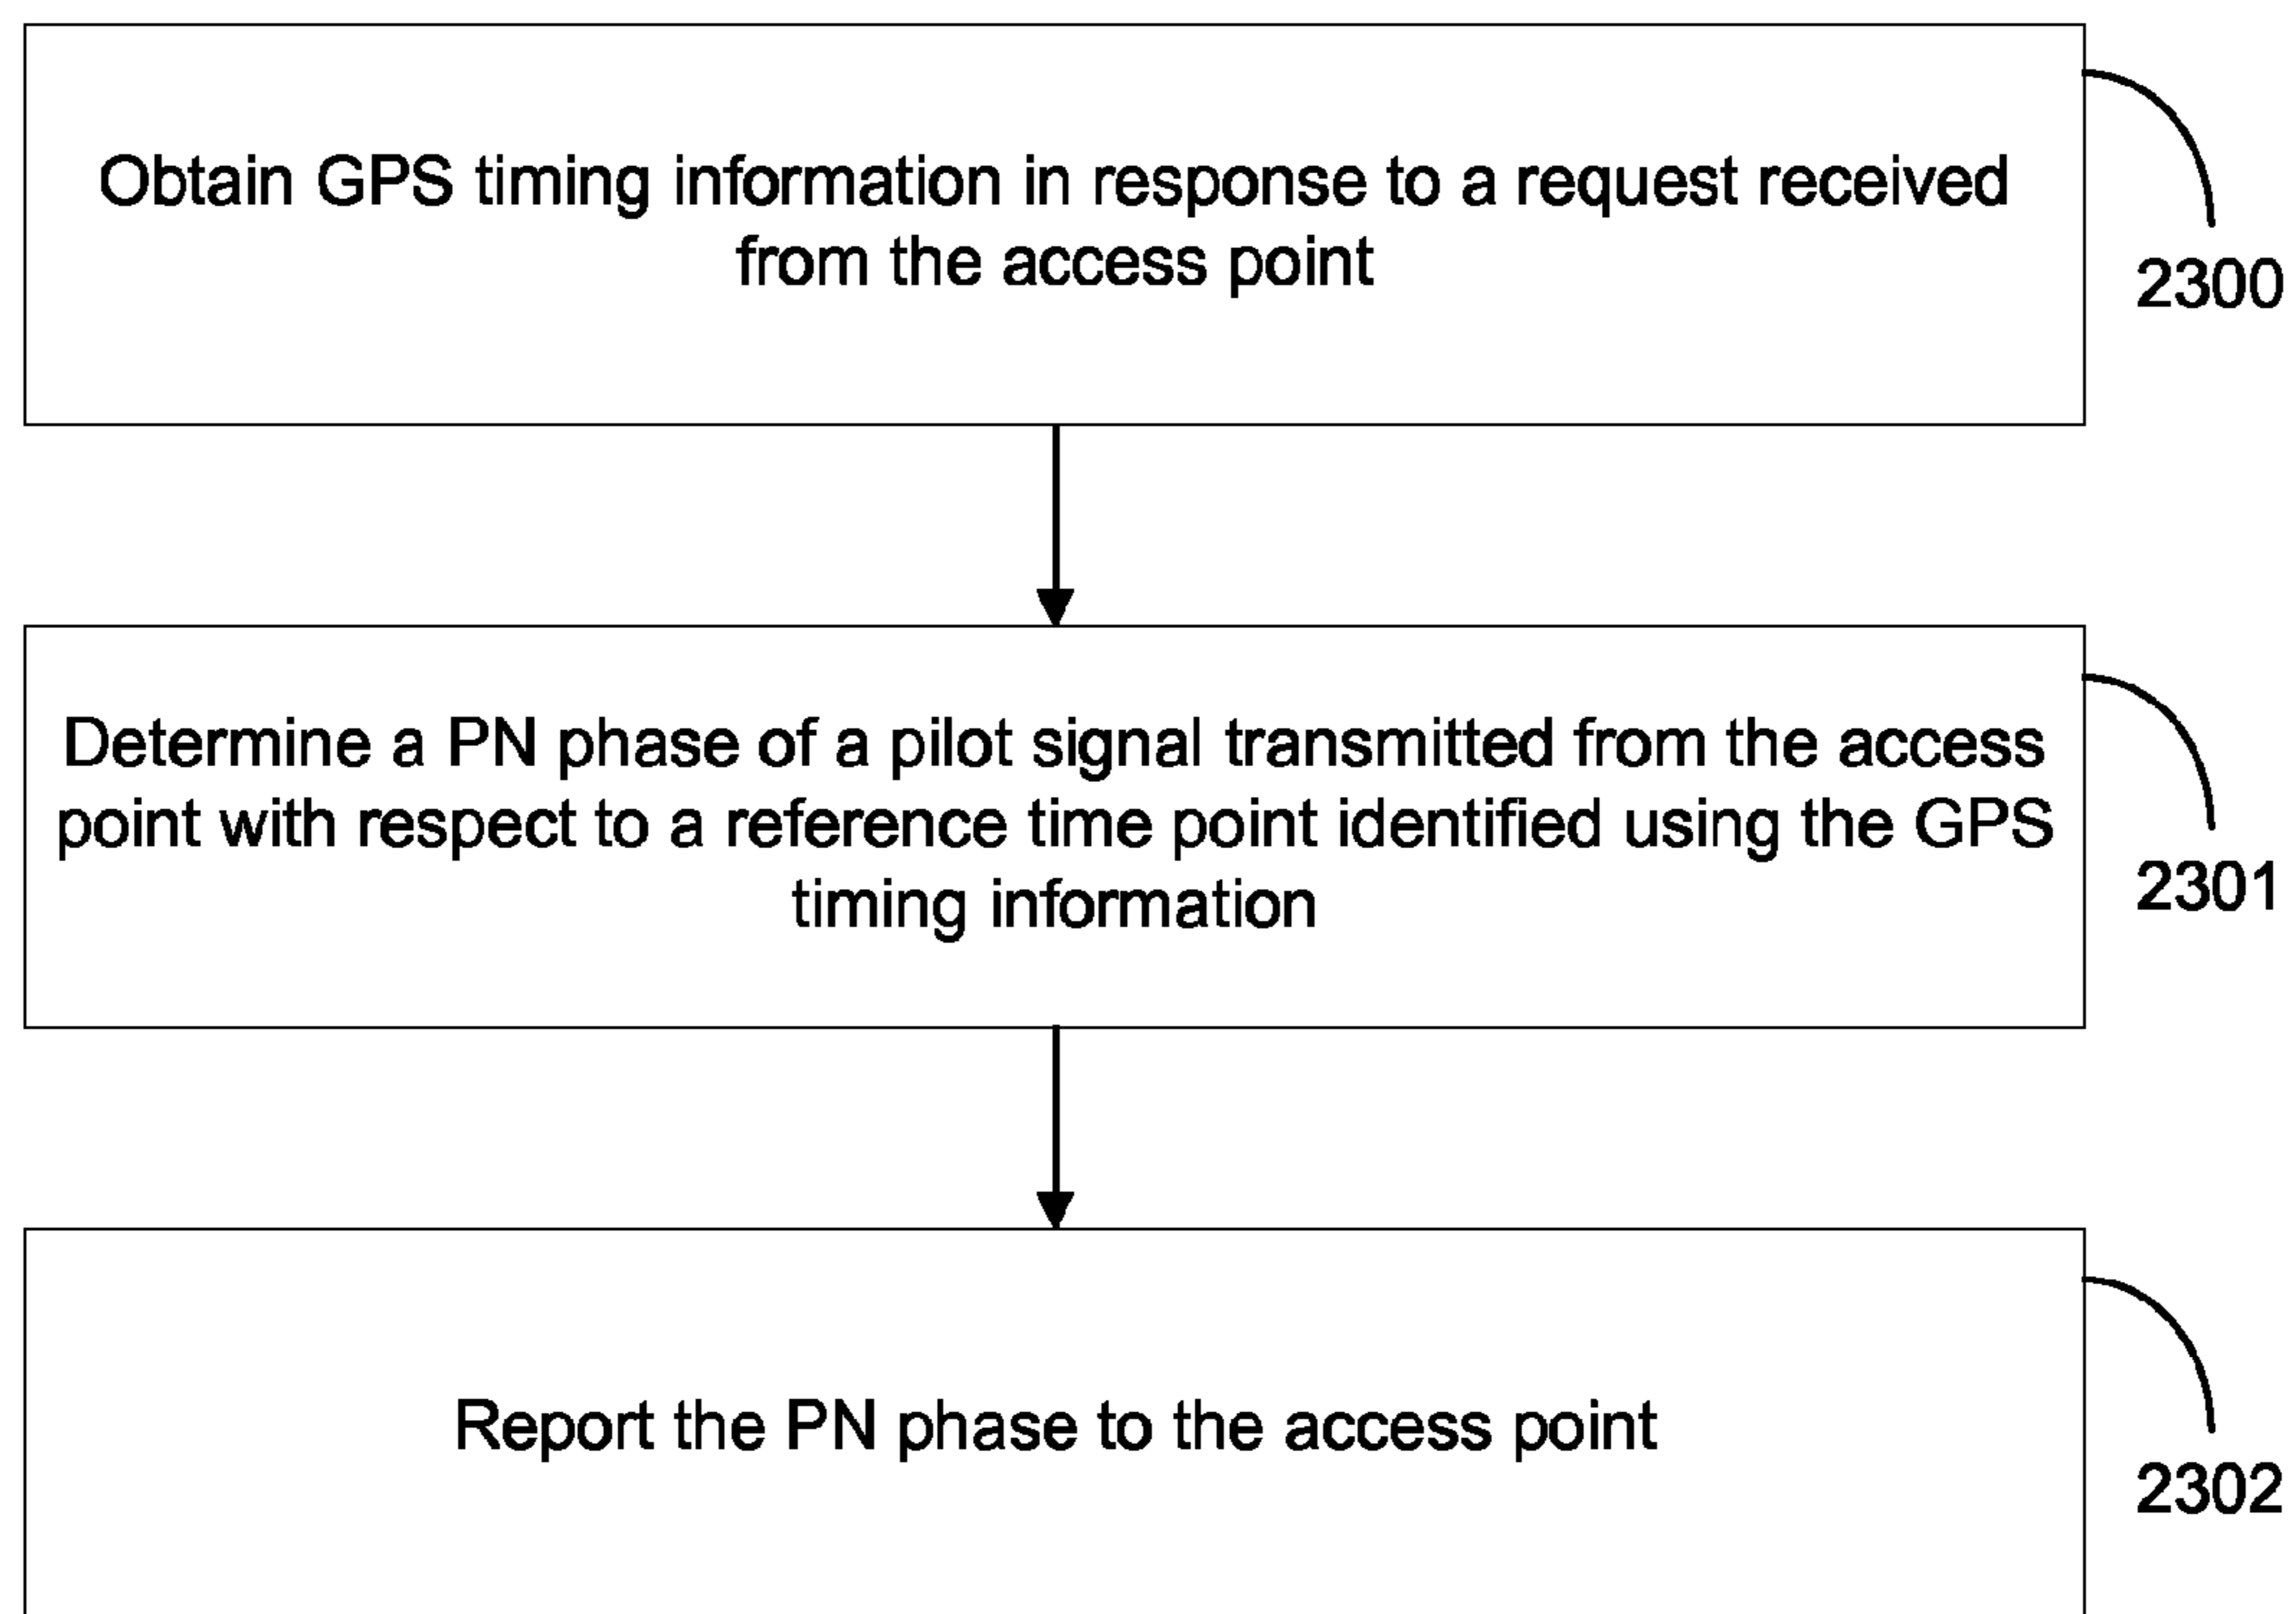 Obtain GPS timing information in response to a request received
from the access point
2300
Determine a PN phase of a pilot signal transmitted from the access
point with respect to a reference time point identified using the GPS
timing information
2301
Report the PN phase to the access point
2302